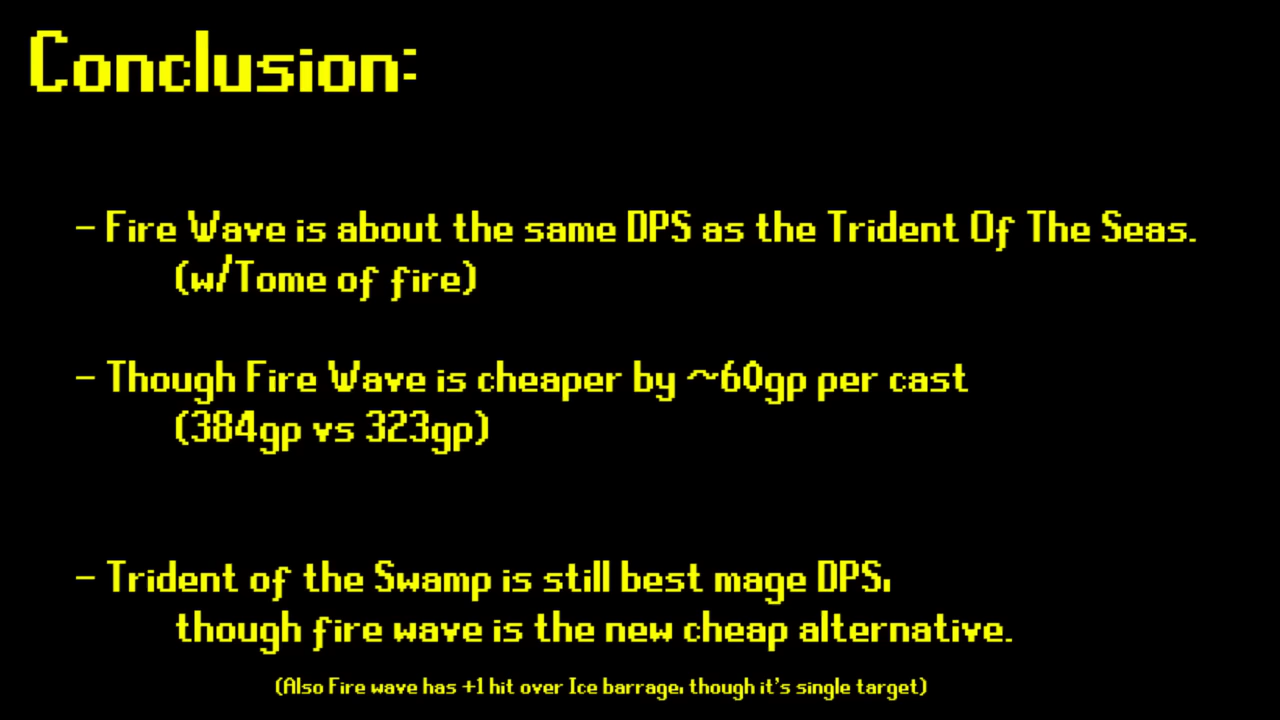 Conclusion:
- Fire Wave is about the same DPS as the Trident Of The Seas.
(w/Tome of fire)
- Though Fire Wave is cheaper by ~60gp per cast
(384gp vs 323gp)
- Trident of the Swamp is still best mage DPS,
though fire wave is the new cheap alternative.
(Also Fire wave has +1 hit over Ice barrage, though it's single target)